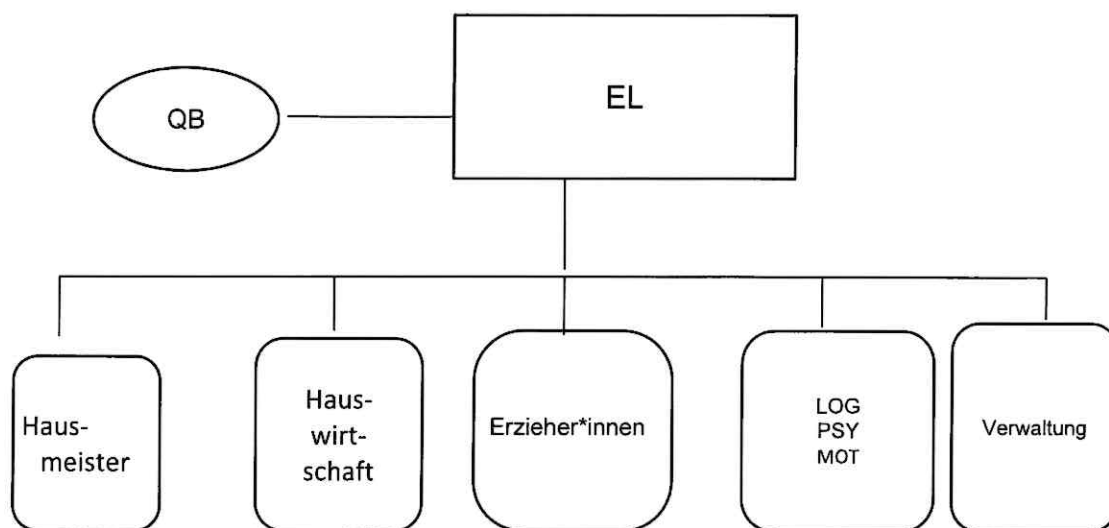 QB
EL
Haus-
meister
Haus-
wirt-
schaft
Erzieher*innen
LOG
PSY
MOT
Verwaltung